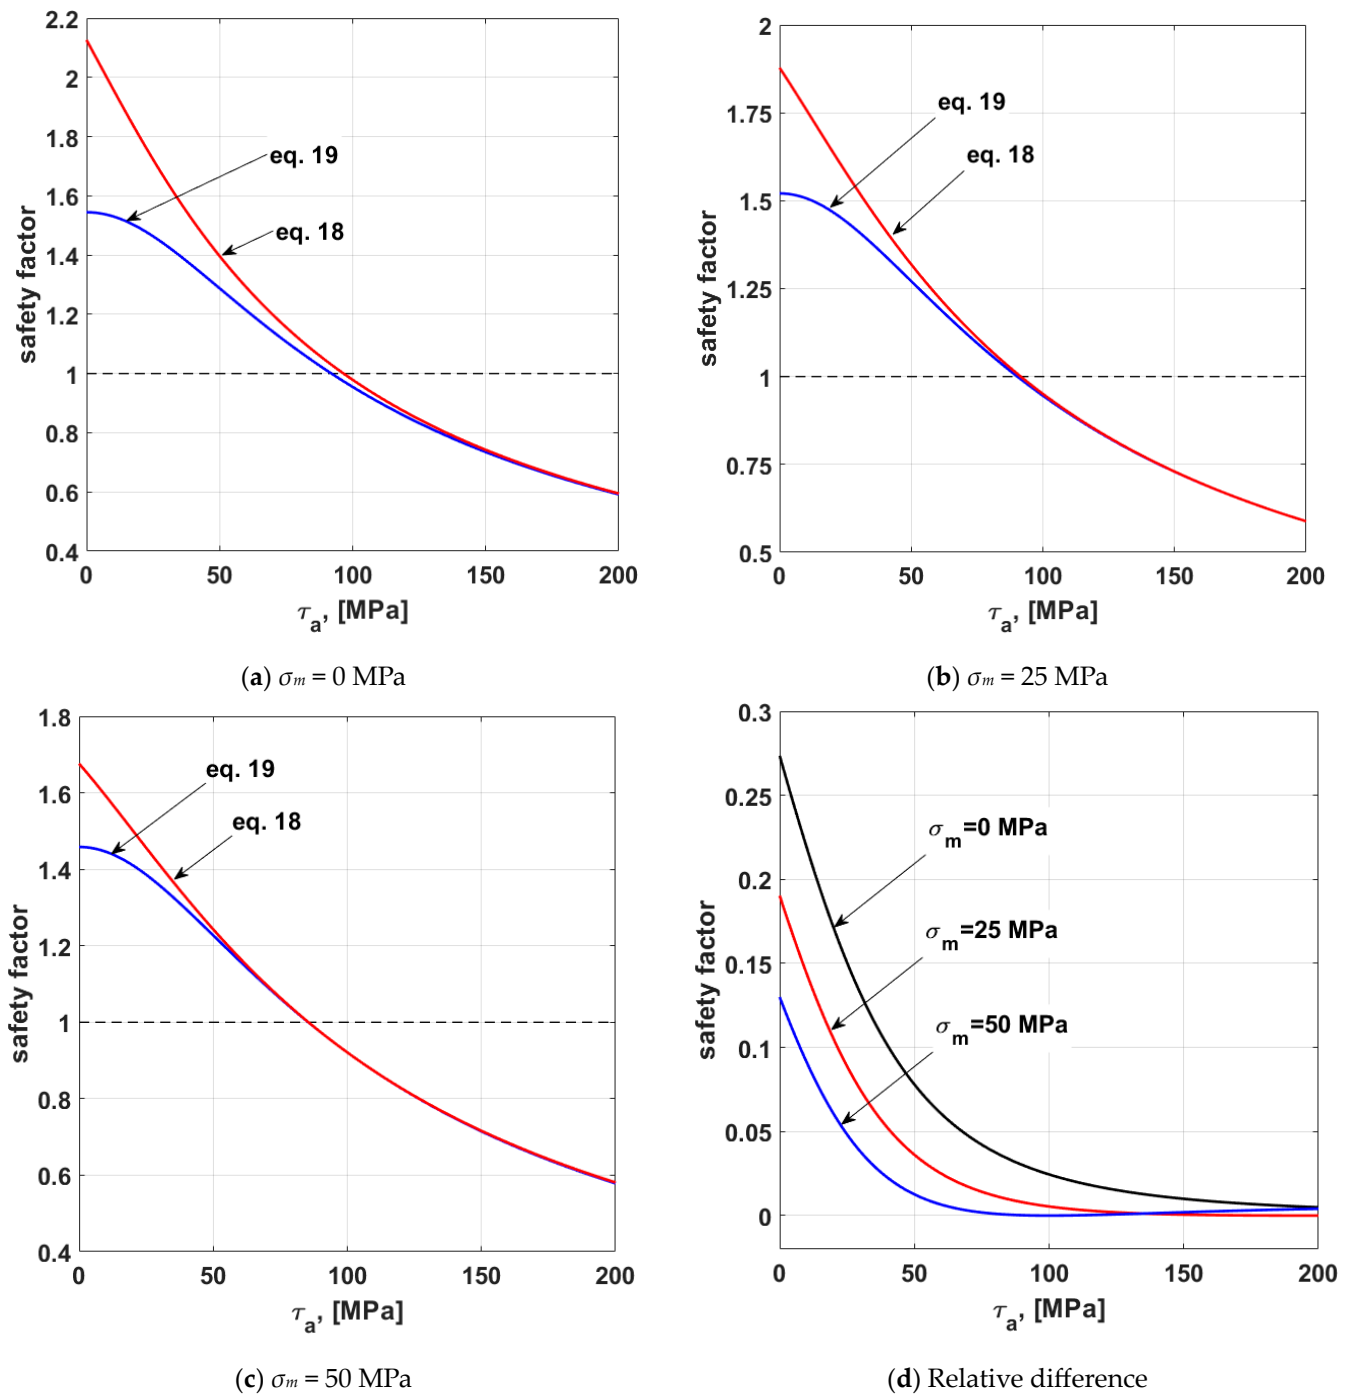 2.2
2
1.8
1.6
1.4
1.2
1
0.8
0.6
0.4
safety factor
eq. 19
eq. 18
0 50 100 150 200
τa, [MPa]
(a) σm = 0 MPa
2
1.75
1.5
1.25
1
0.75
0.5
safety factor
eq. 19
eq. 18
0 50 100 150 200
τa, [MPa]
(b) σm = 25 MPa
1.8
1.6
1.4
1.2
1
0.8
0.6
0.4
safety factor
eq. 19
eq. 18
0 50 100 150 200
τa, [MPa]
(c) σm = 50 MPa
0.3
0.25
0.2
0.15
0.1
0.05
0
safety factor
σm=0 MPa
σm=25 MPa
σm=50 MPa
0 50 100 150 200
τa, [MPa]
(d) Relative difference